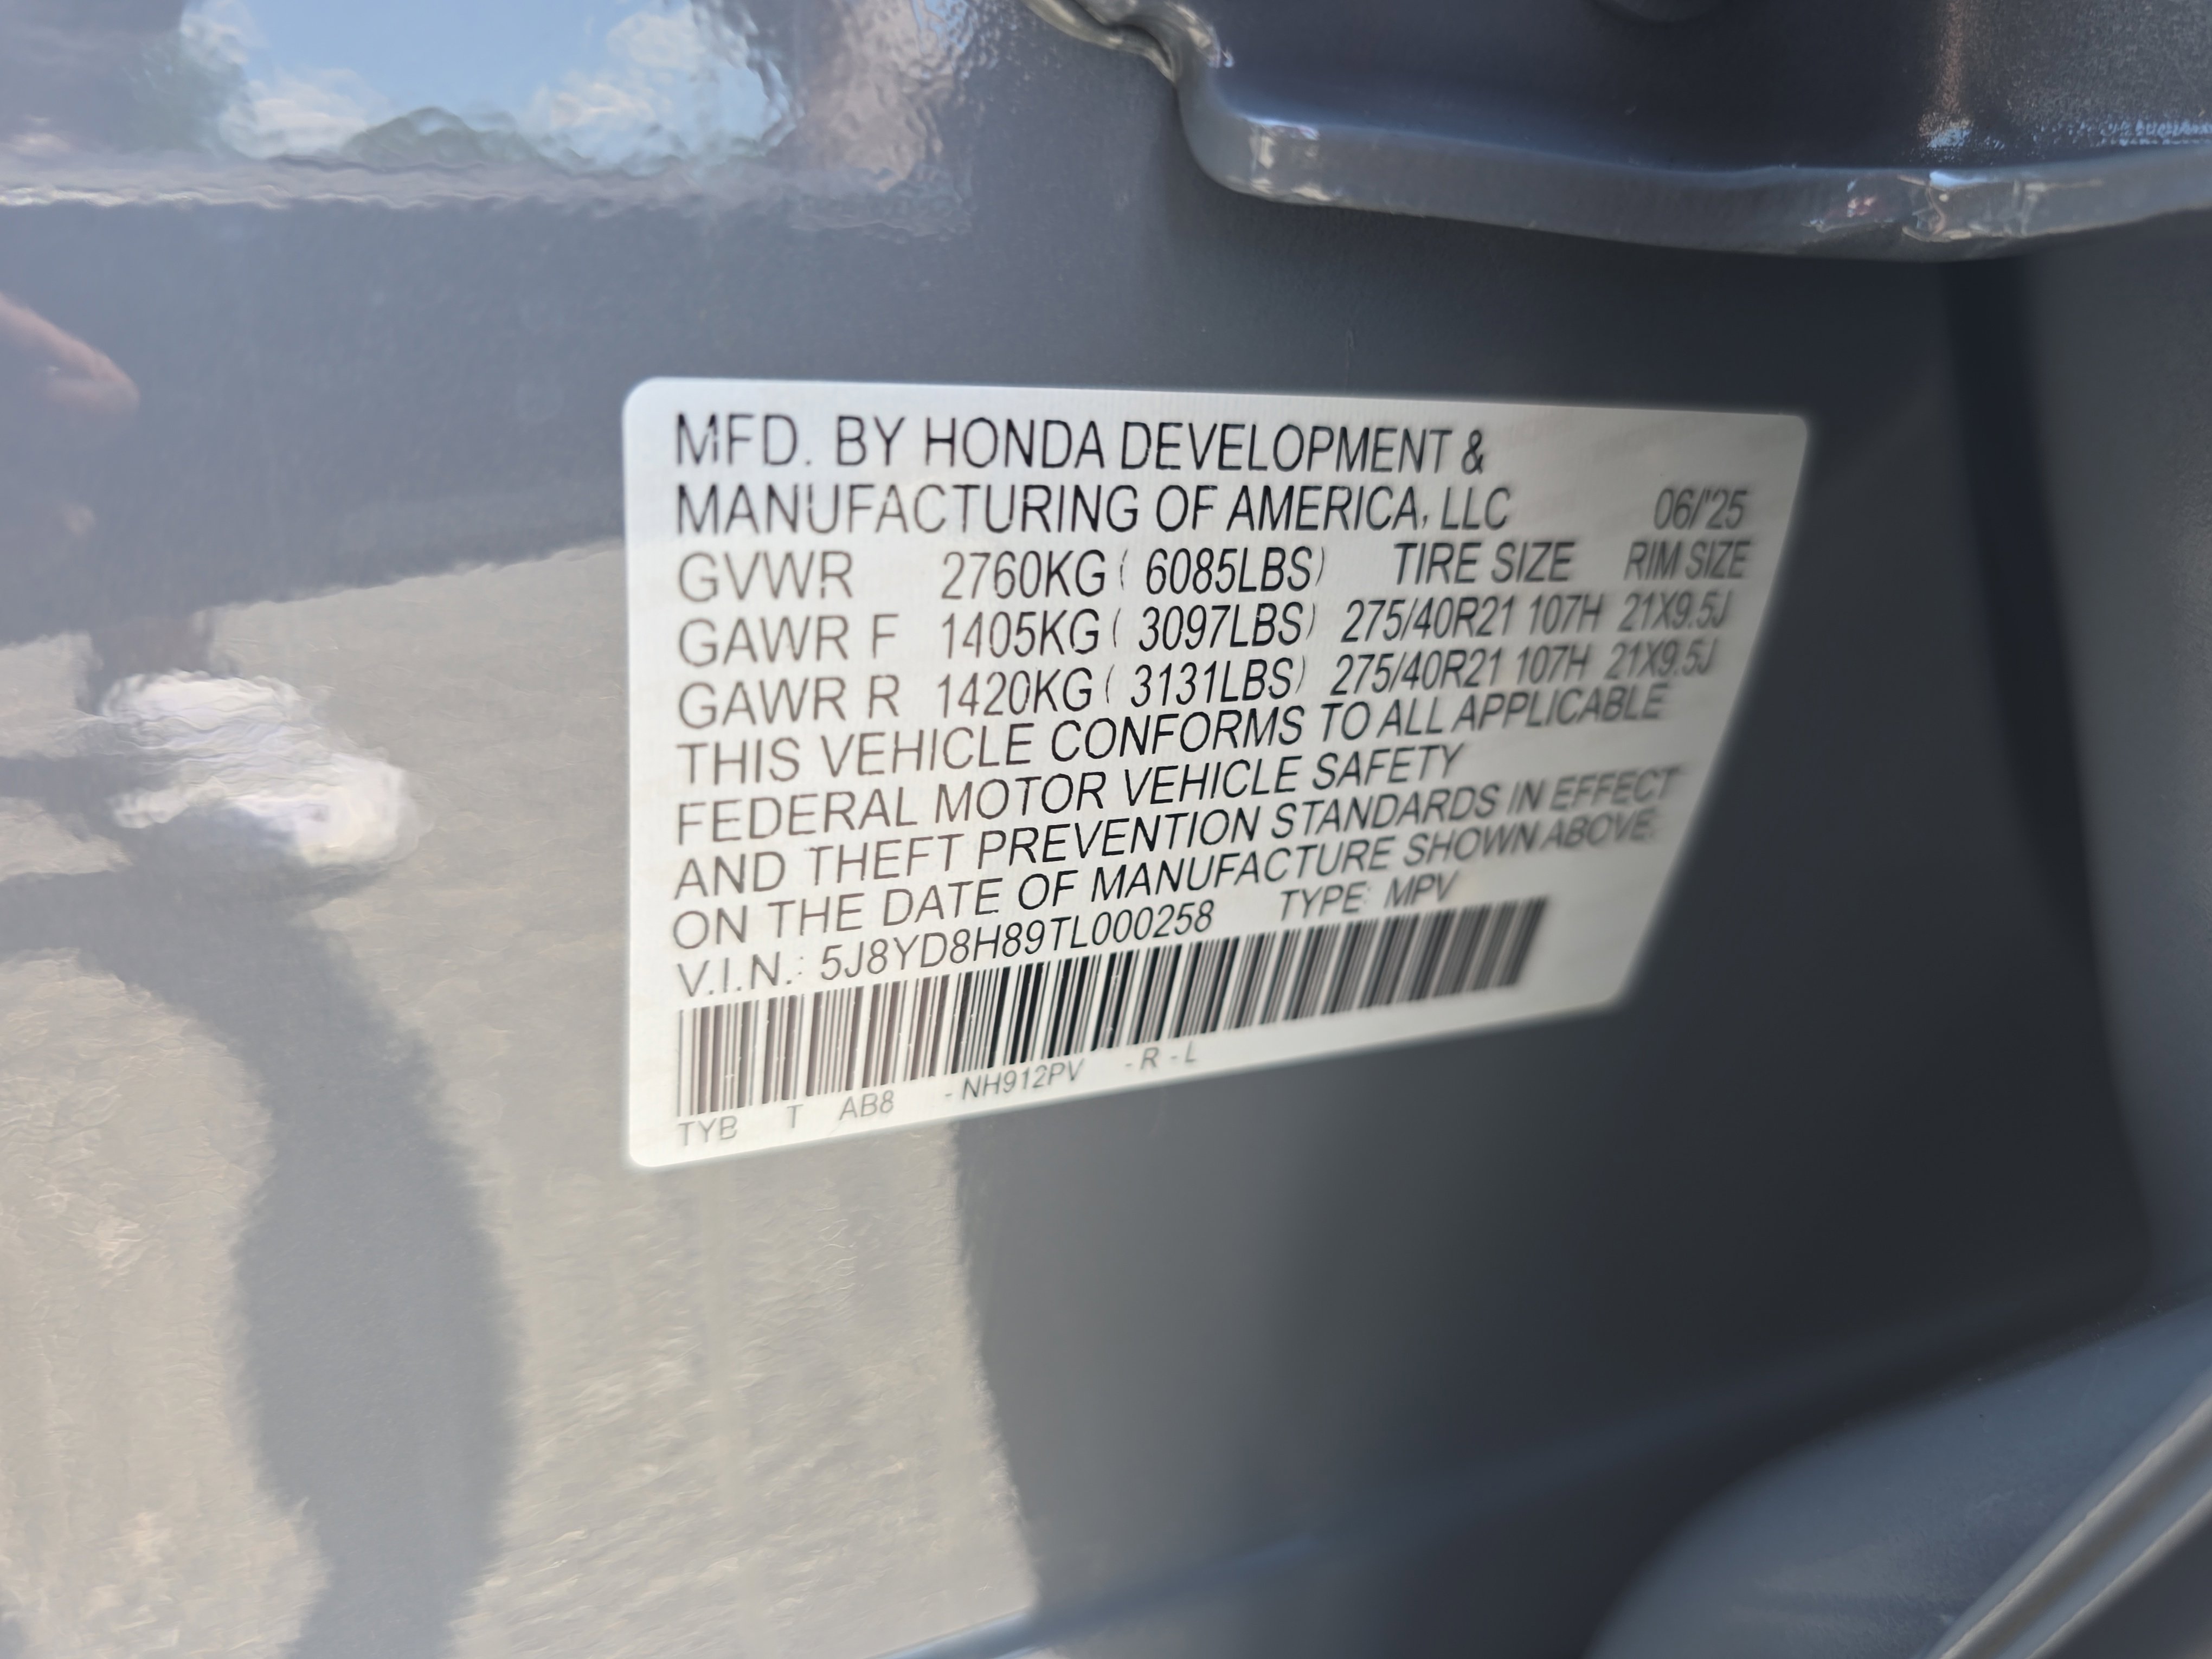 MFD. BY HONDA DEVELOPMENT &
MANUFACTURING OF AMERICA, LLC 06/'25
GVWR 2760KG ( 6085LBS) TIRE SIZE RIM SIZE
GAWR F 1405KG ( 3097LBS) 275/40R21 107H 21X9.5J
GAWR R 1420KG ( 3131LBS) 275/40R21 107H 21X9.5J
THIS VEHICLE CONFORMS TO ALL APPLICABLE
FEDERAL MOTOR VEHICLE SAFETY
AND THEFT PREVENTION STANDARDS IN EFFECT
ON THE DATE OF MANUFACTURE SHOWN ABOVE.
V.I.N.: 5J8YD8H89TL000258 TYPE: MPV
TYB T AB8 - NH912PV - R - L